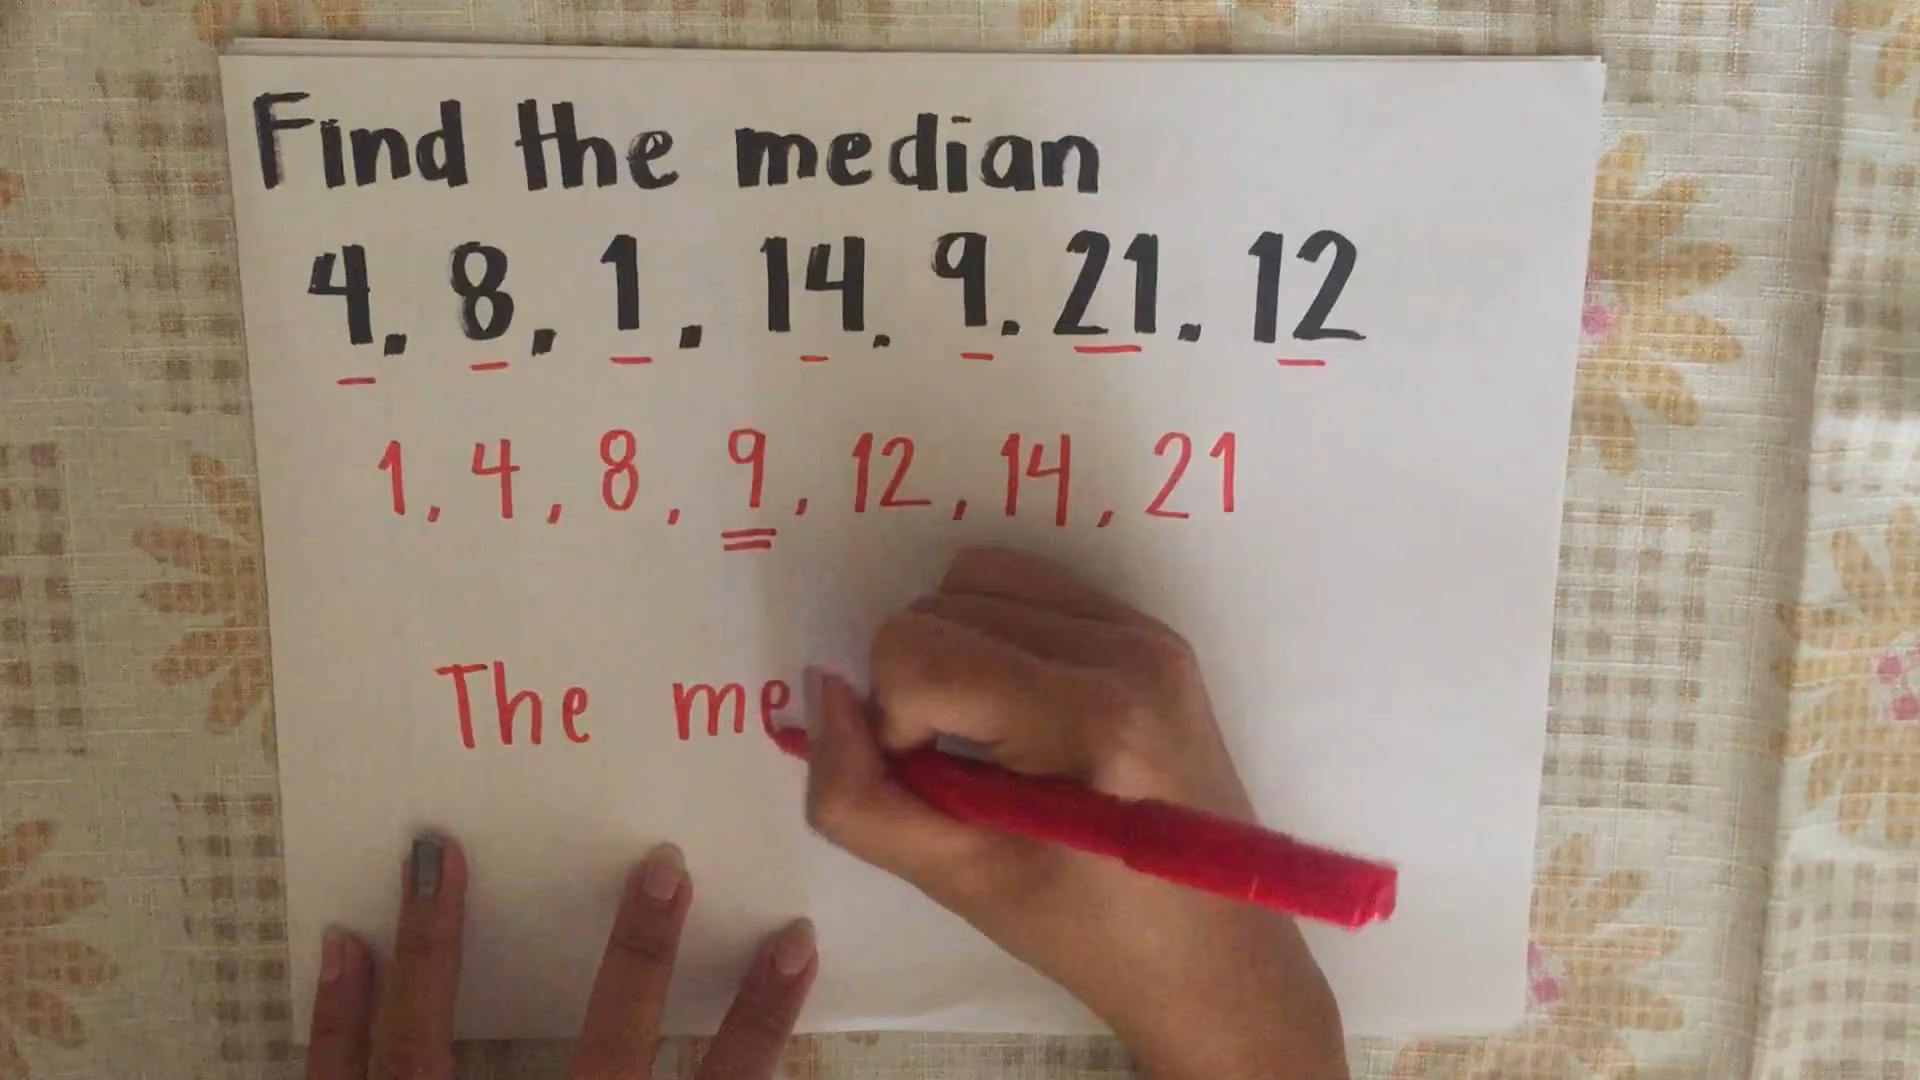 Find the median
4, 8, 1, 14, 9, 21, 12
1, 4, 8, 9, 12, 14, 21
The me